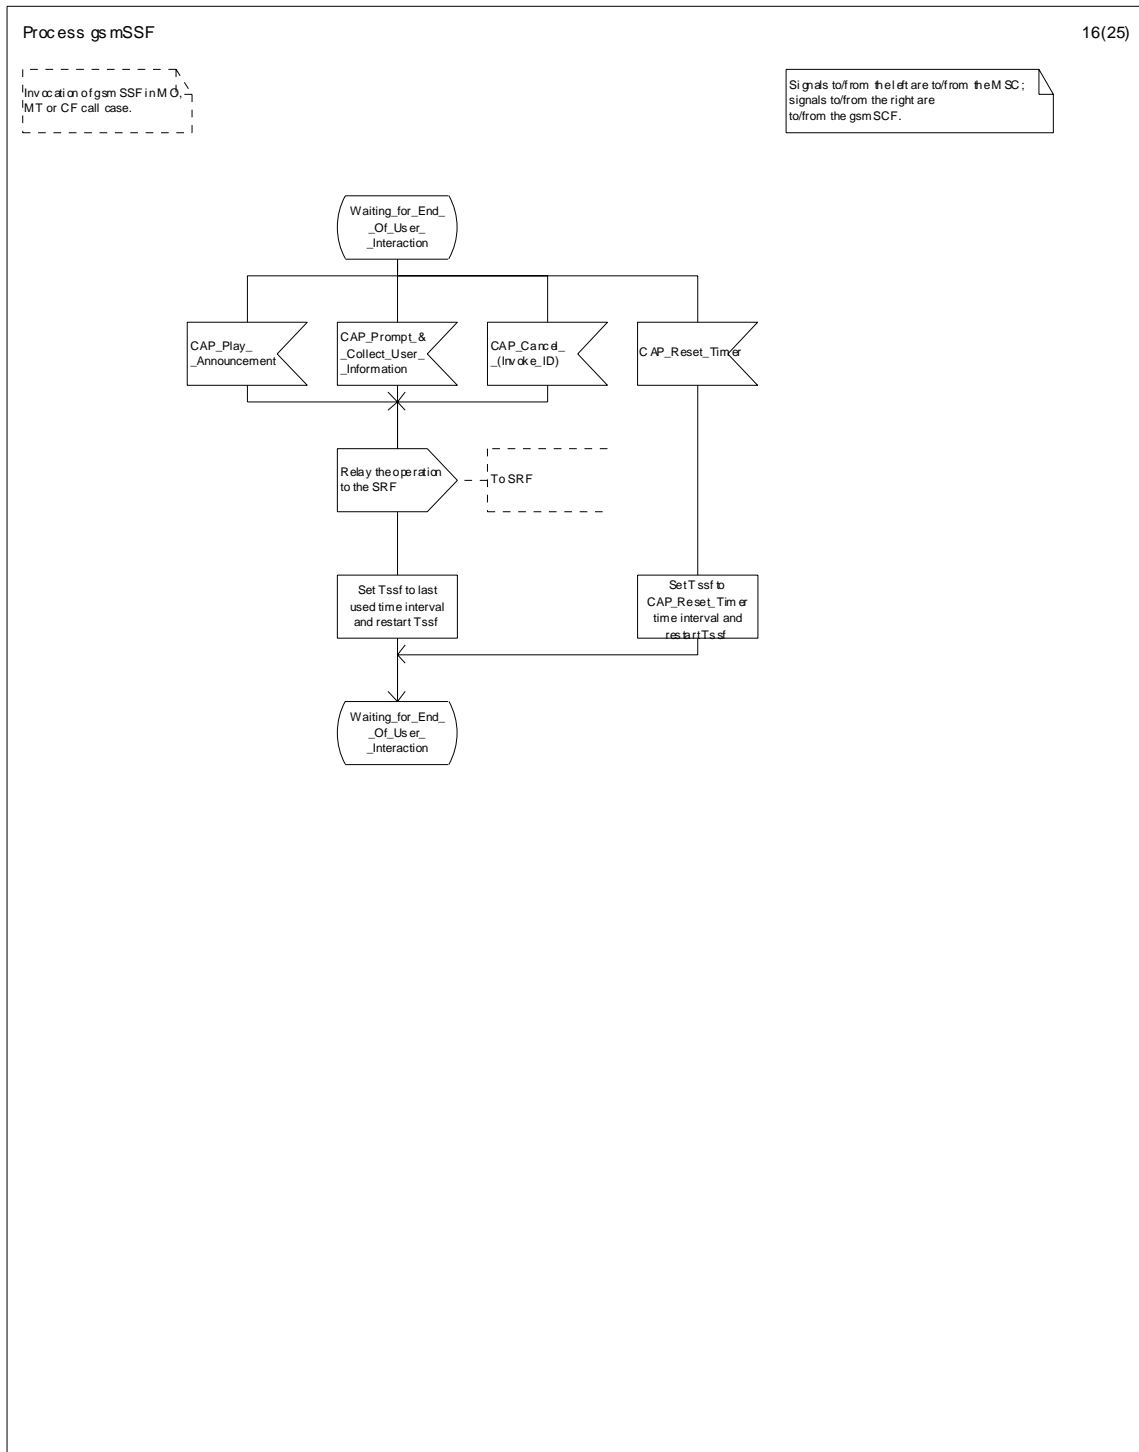 Process gsmSSF
16(25)
Invocation of gsmSSF in MO,
MT or CF call case.
Signals to/from the left are to/from the MSC;
signals to/from the right are
to/from the gsmSCF.
Waiting_for_End_
_Of_User_
_Interaction
CAP_Play_
_Announcement
CAP_Prompt_&
_Collect_User_
_Information
CAP_Cancel_
_(Invoke_ID)
CAP_Reset_Timer
Relay the operation
to the SRF
To SRF
Set Tssf to last
used time interval
and restart Tssf
Set Tssf to
CAP_Reset_Timer
time interval and
restart Tssf
Waiting_for_End_
_Of_User_
_Interaction